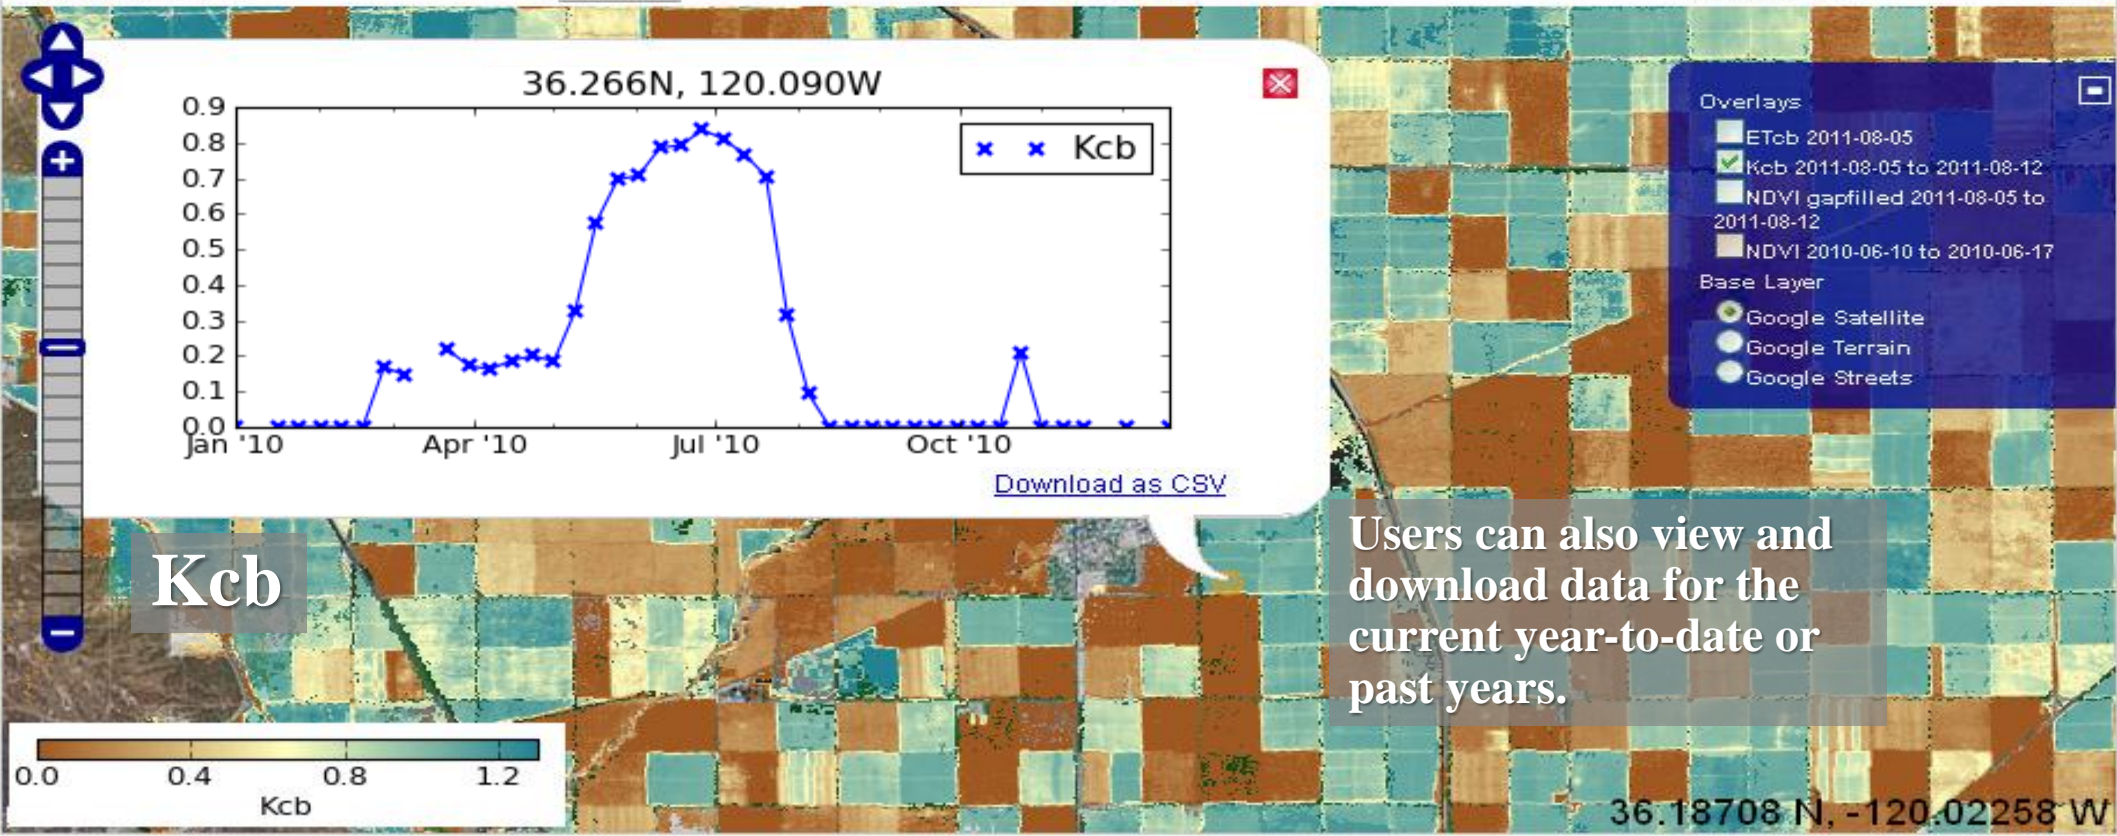 36.266N, 120.090W
0.9
0.8
0.7
0.6
0.5
0.4
0.3
0.2
0.1
0.0
Kcb
Jan '10 Apr '10 Jul '10 Oct '10
Download as CSV
Overlays
ETcb 2011-08-05
Kcb 2011-08-05 to 2011-08-12
NDVI gapfilled 2011-08-05 to
2011-08-12
NDVI 2010-06-10 to 2010-06-17
Base Layer
Google Satellite
Google Terrain
Google Streets
Kcb
Users can also view and
download data for the
current year-to-date or
past years.
0.0 0.4 0.8 1.2
Kcb
36.18708 N, -120.02258 W